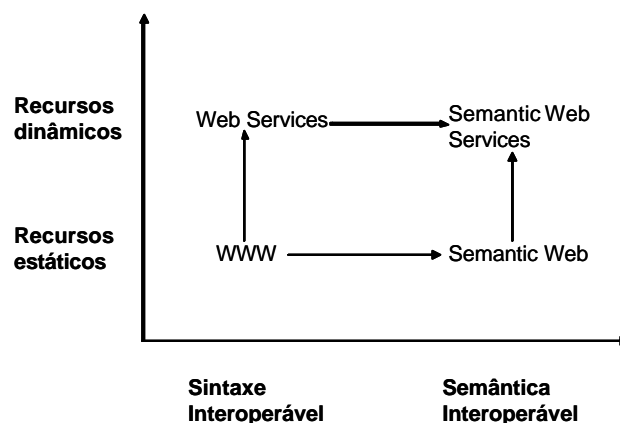 Recursos
dinâmicos
Web Services
Semantic Web
Services
Recursos
estáticos
WWW
Semantic Web
Sintaxe
Interoperável
Semântica
Interoperável